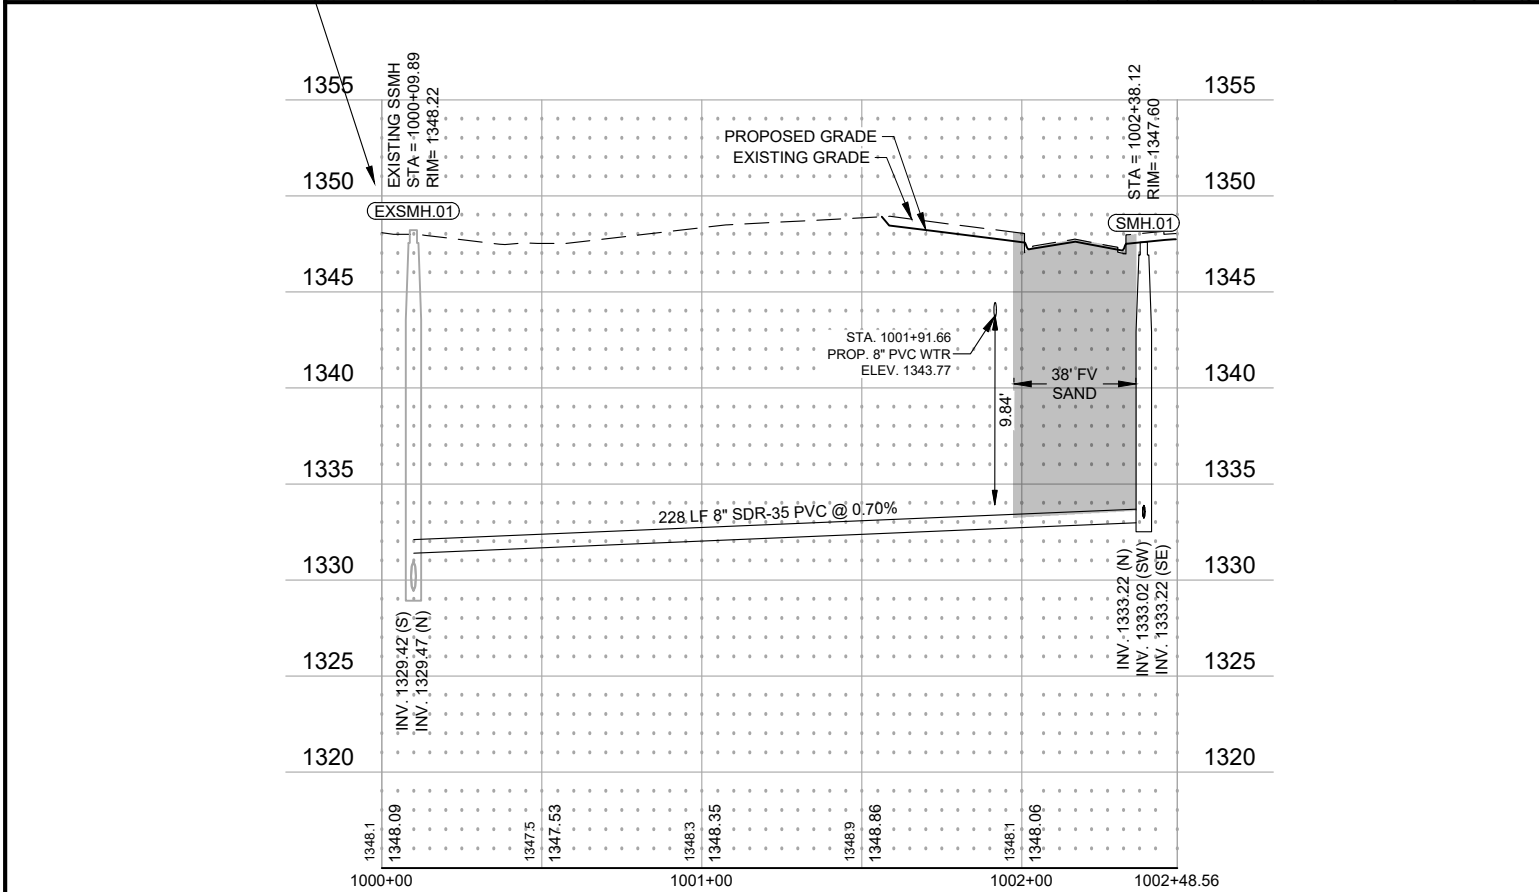 EXISTING SSMH
STA = 1000+09.89
RIM= 1348.22
EXSMH.01
PROPOSED GRADE
EXISTING GRADE
STA = 1002+38.12
RIM= 1347.60
SMH.01
1355
1355
1350
1350
1345
1345
STA. 1001+91.66
PROP. 8" PVC WTR
ELEV. 1343.77
38' FV
SAND
9.84'
1340
1340
1335
1335
228 LF 8" SDR-35 PVC @ 0.70%
1330
1330
INV. 1329.42 (S)
INV. 1329.47 (N)
INV. 1333.22 (N)
INV. 1333.02 (SW)
INV. 1333.22 (SE)
1325
1325
1320
1320
1348.1
1348.09
1347.5
1347.53
1348.3
1348.35
1348.9
1348.86
1348.1
1348.06
1000+00
1001+00
1002+00
1002+48.56